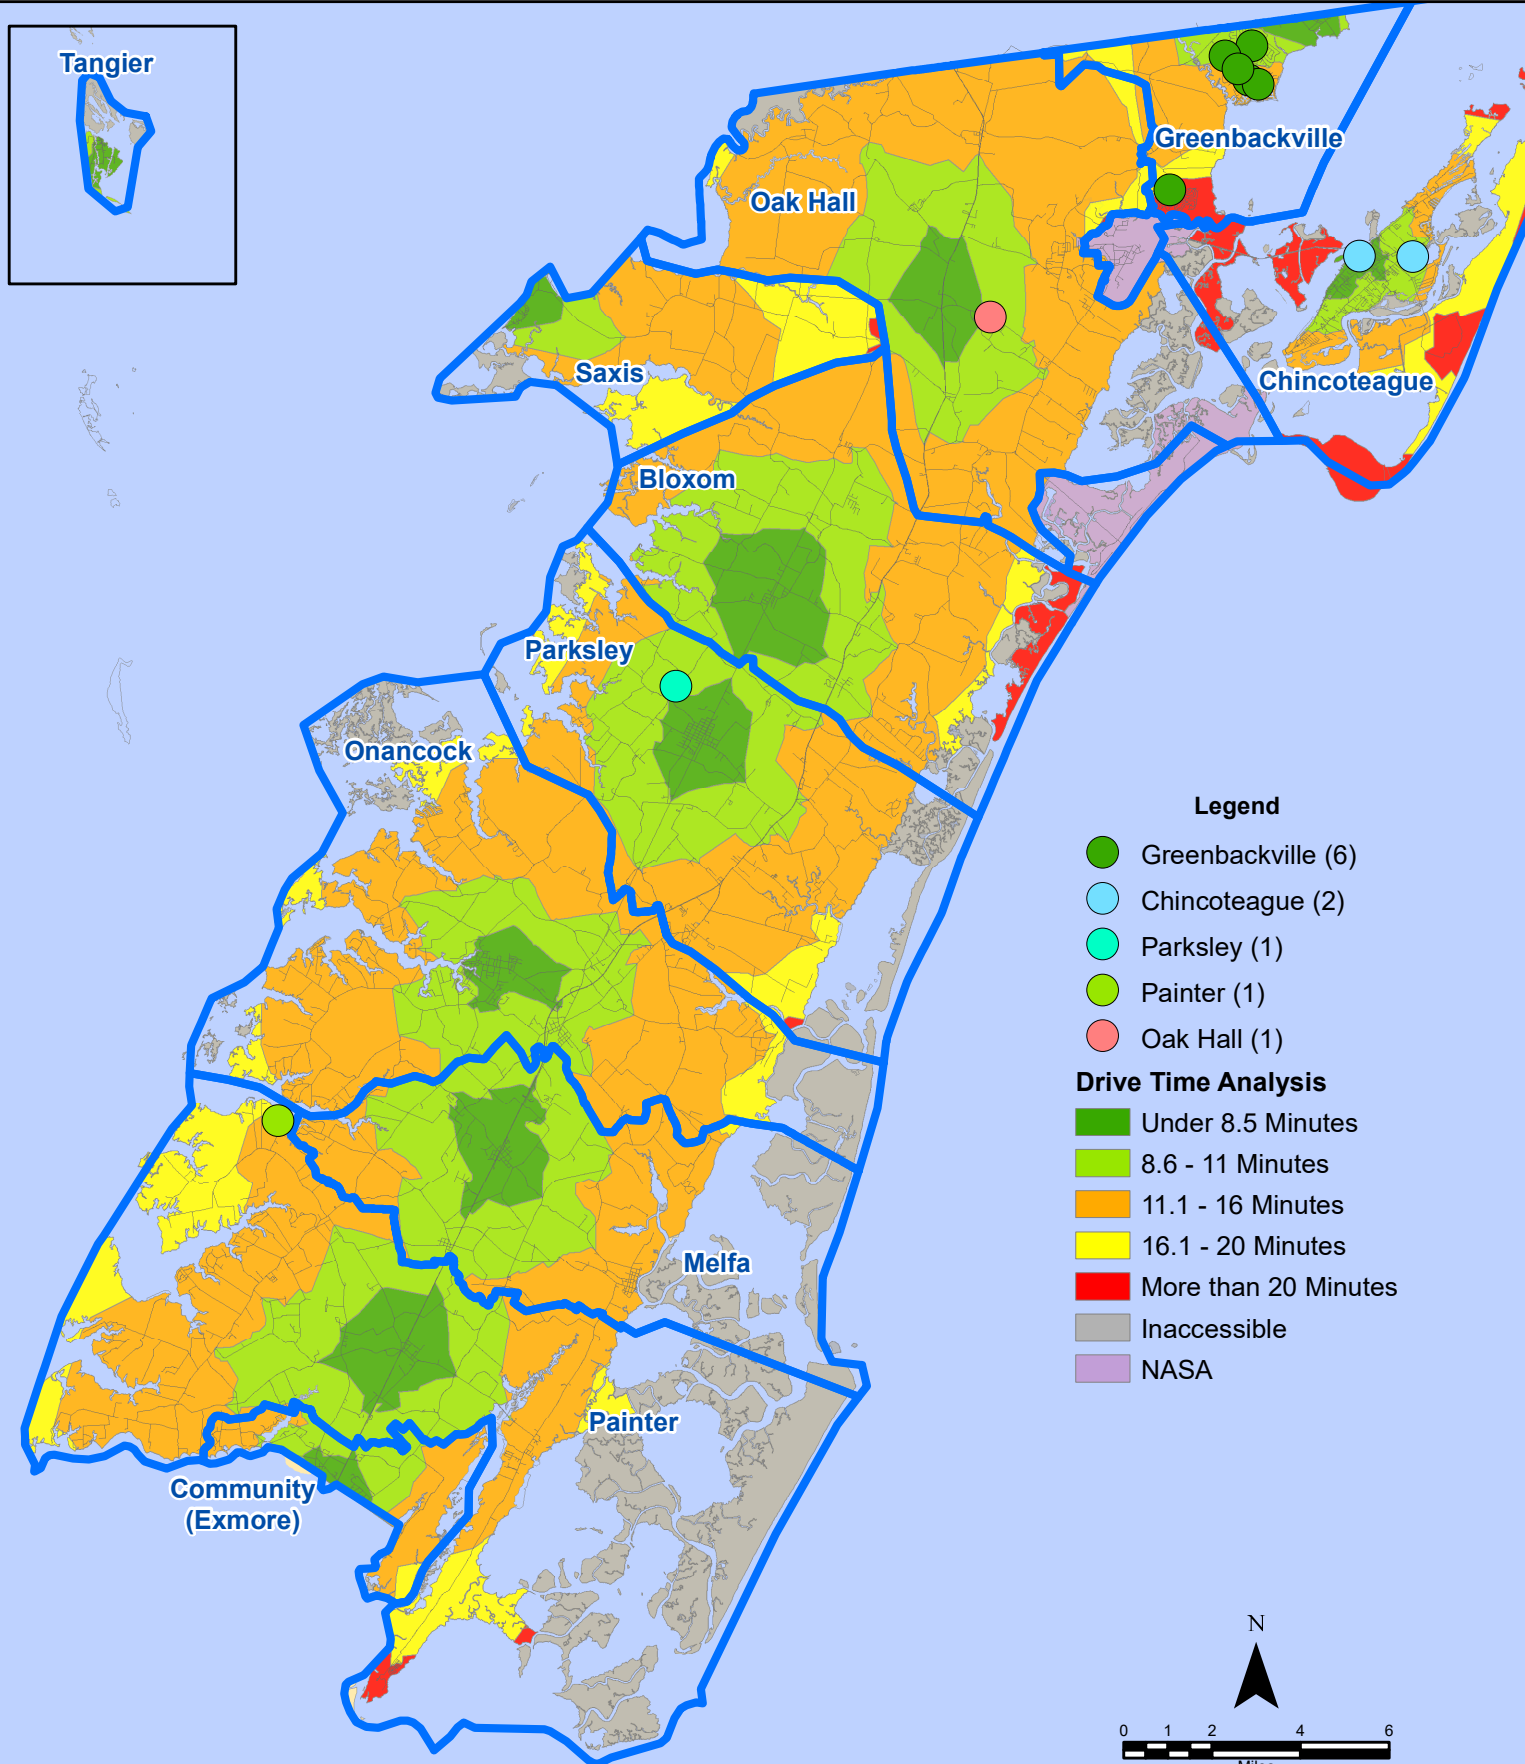 Tangier
Greenbackville
Oak Hall
Saxis
Chincoteague
Bloxom
Parksley
Onancock
Legend
Greenbackville (6)
Chincoteague (2)
Parksley (1)
Painter (1)
Oak Hall (1)
Drive Time Analysis
Under 8.5 Minutes
8.6 - 11 Minutes
11.1 - 16 Minutes
16.1 - 20 Minutes
More than 20 Minutes
Inaccessible
NASA
Melfa
Painter
Community
(Exmore)
N
0 1 2 4 6
Miles